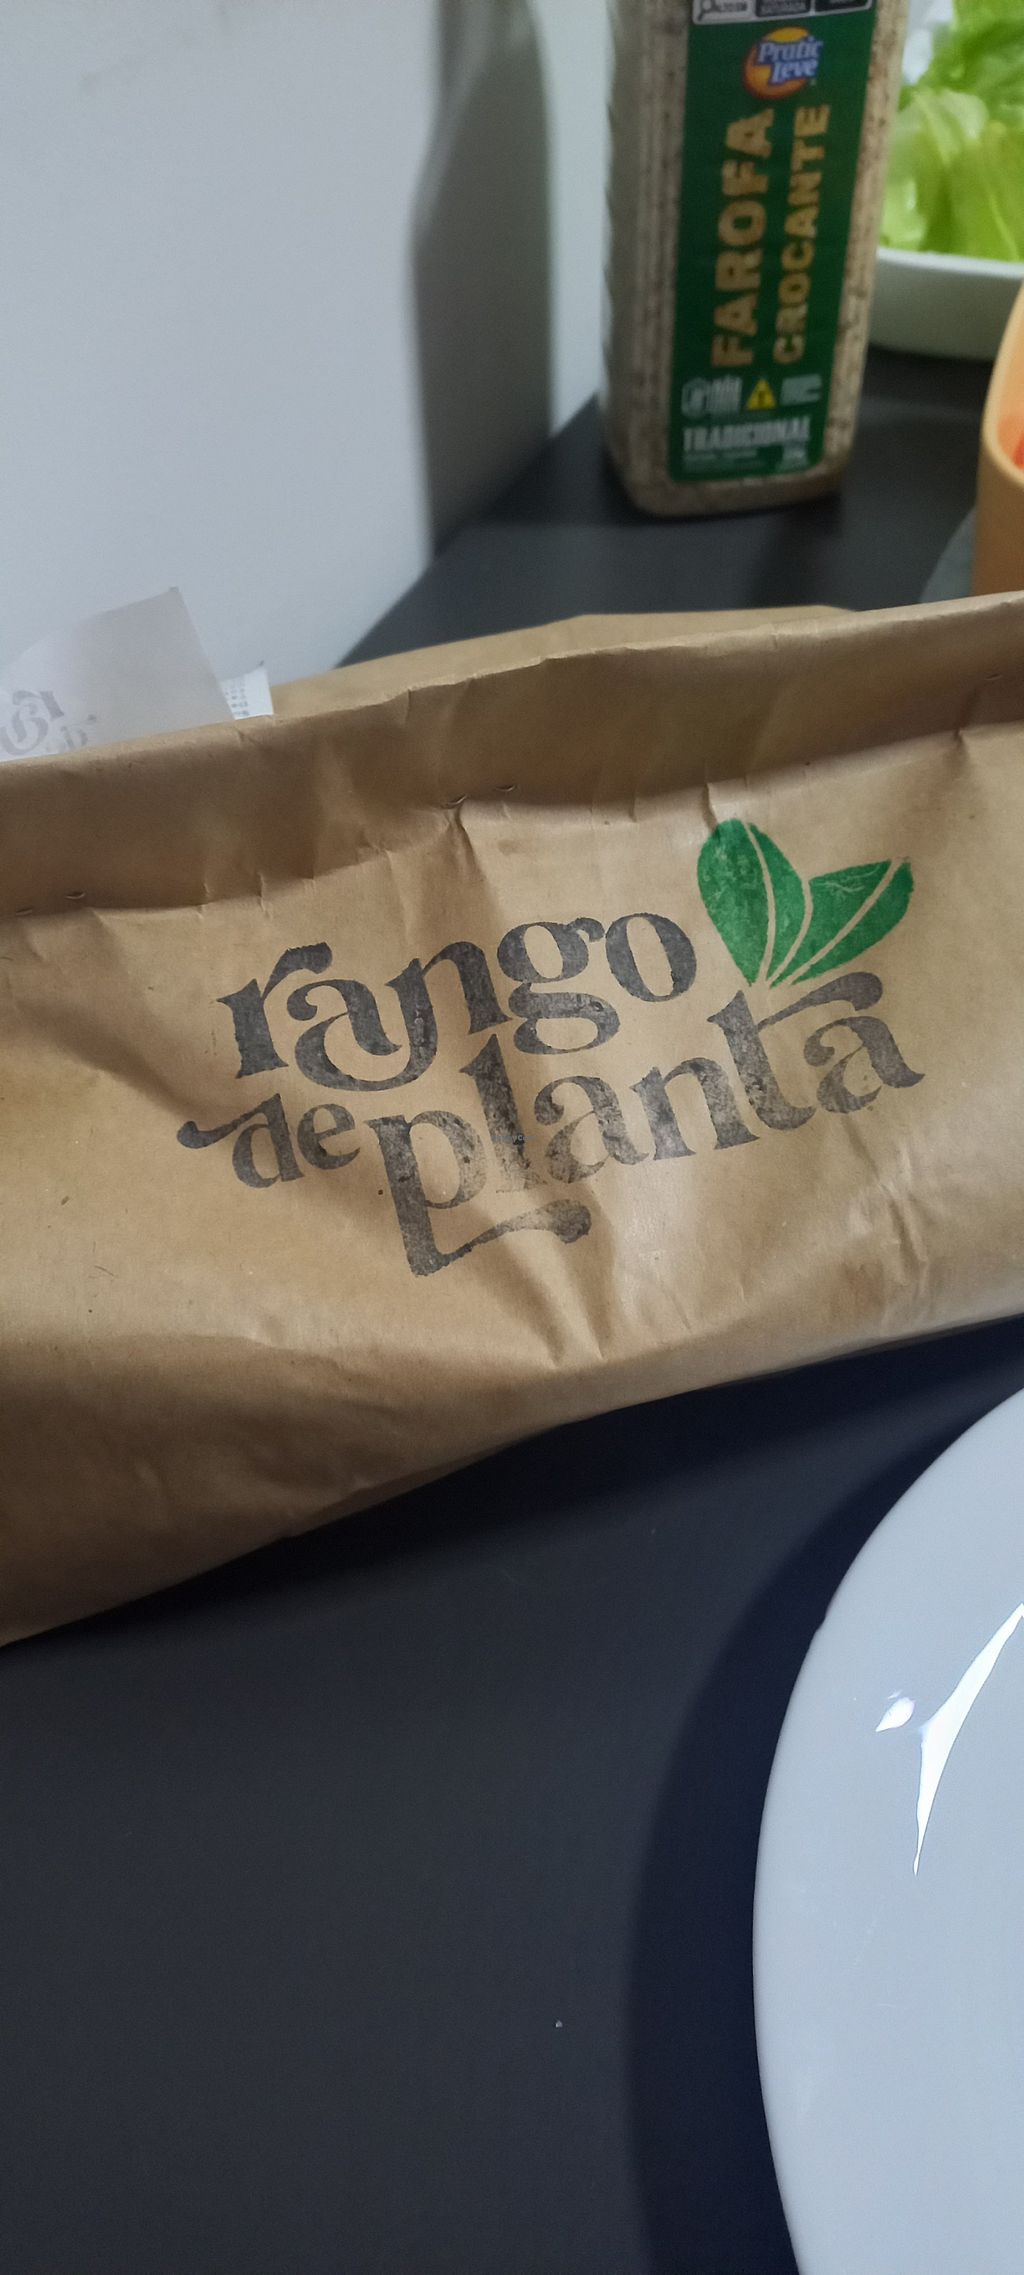 Pratic
Leve
FAROFA
CROCANTE
TRADICIONAL
rango
de planta